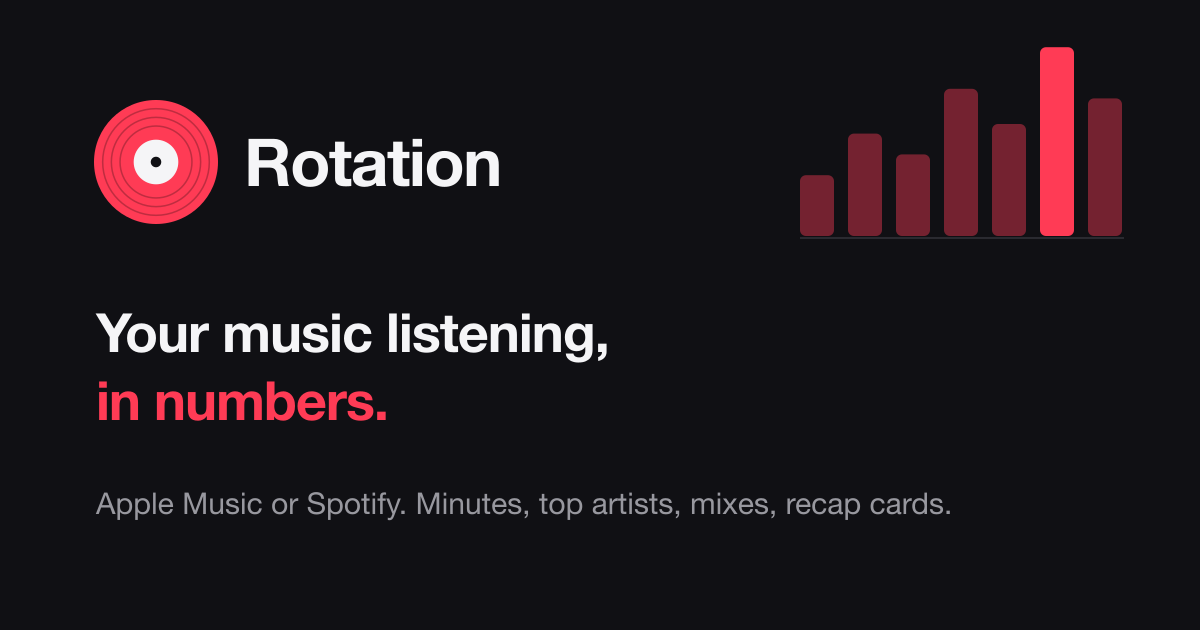 Rotation
Your music listening,
in numbers.
Apple Music or Spotify. Minutes, top artists, mixes, recap cards.